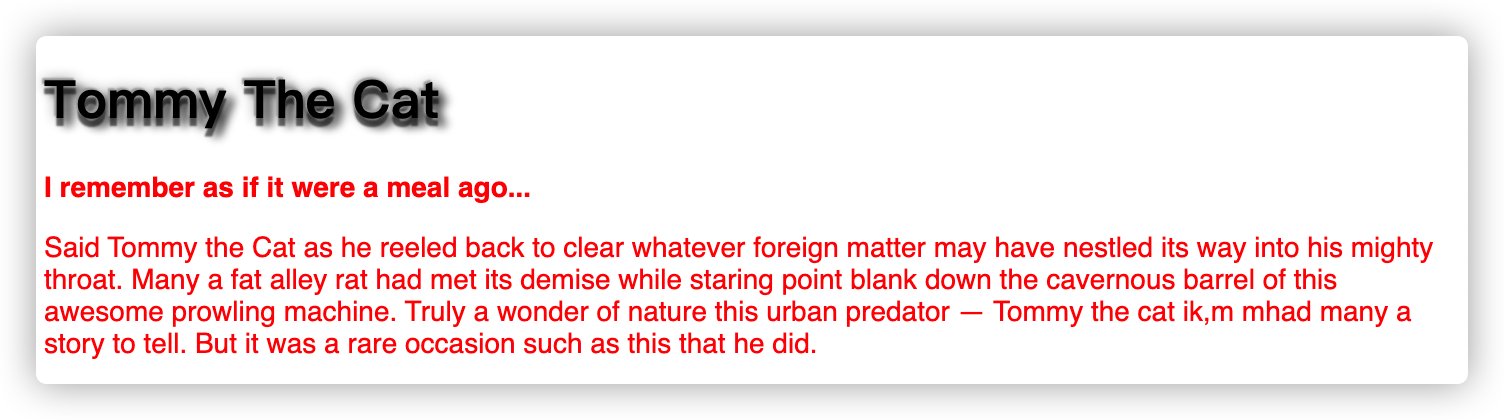 Tommy The Cat
I remember as if it were a meal ago...
Said Tommy the Cat as he reeled back to clear whatever foreign matter may have nestled its way into his mighty
throat. Many a fat alley rat had met its demise while staring point blank down the cavernous barrel of this
awesome prowling machine. Truly a wonder of nature this urban predator — Tommy the cat ik,m mhad many a
story to tell. But it was a rare occasion such as this that he did.